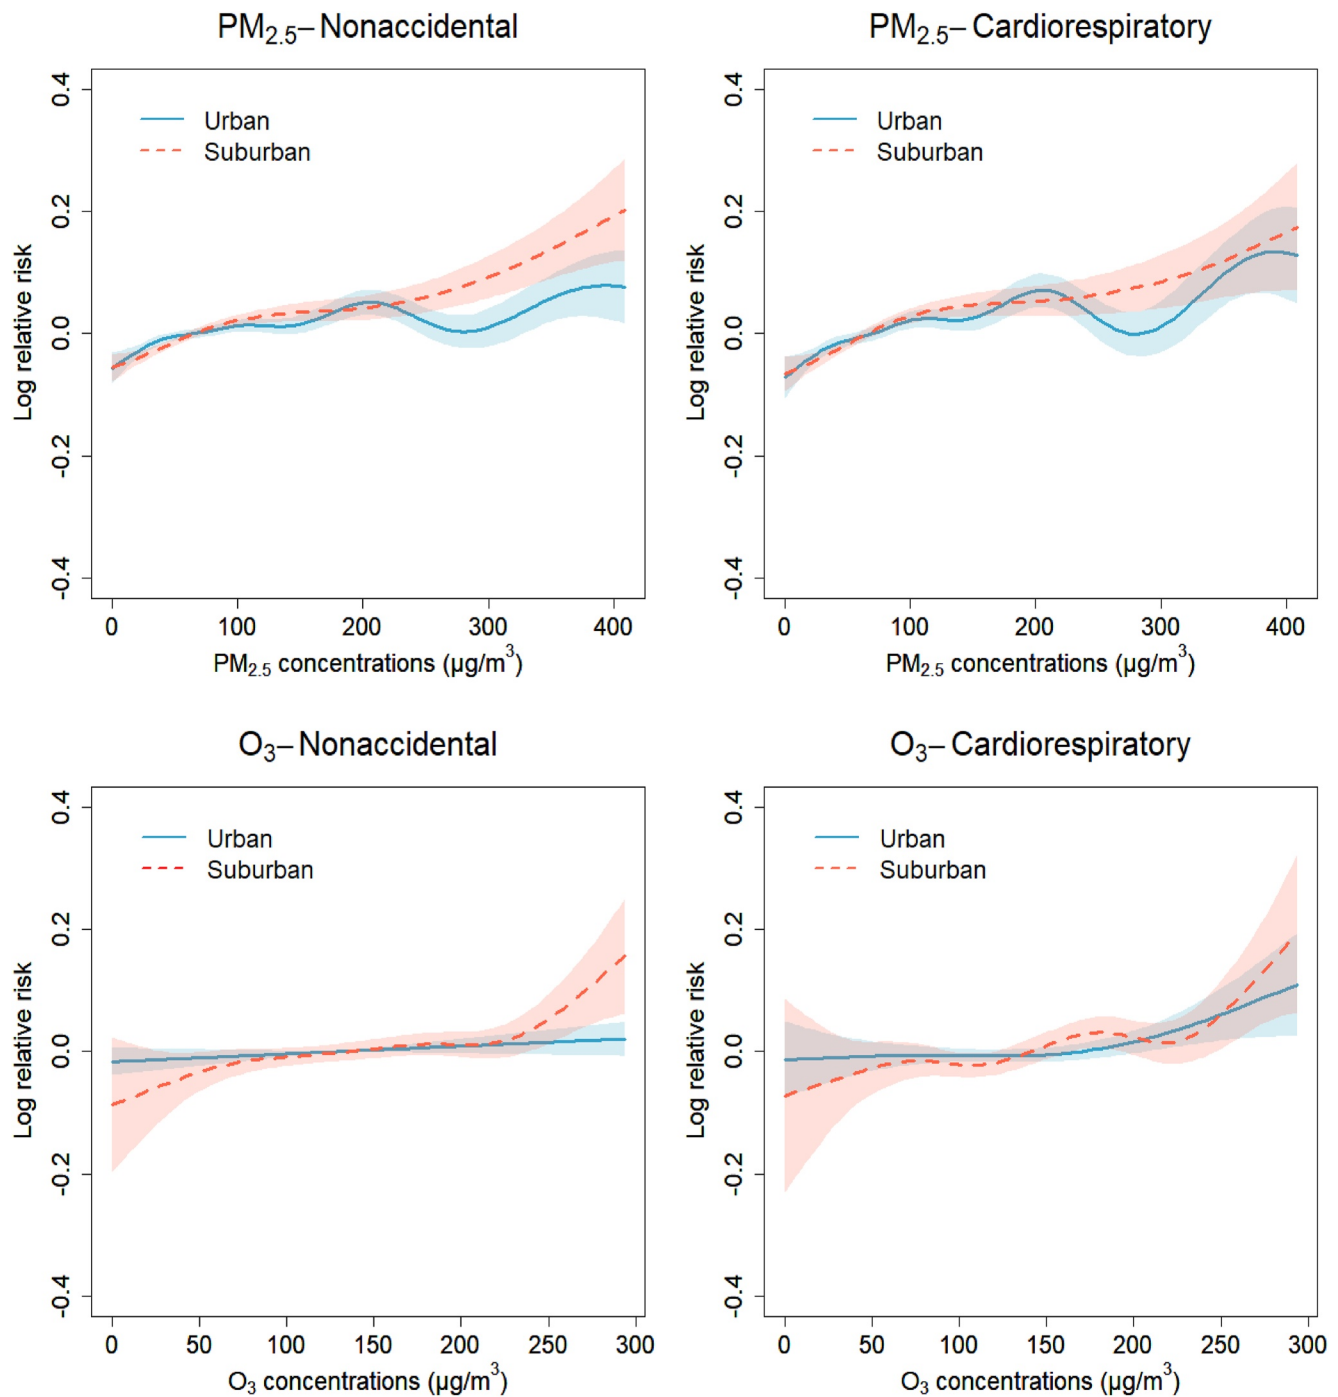 PM2.5– Nonaccidental
Log relative risk
0.4
0.2
0.0
-0.2
-0.4
Urban
Suburban
0 100 200 300 400
PM2.5 concentrations (µg/m³)
PM2.5– Cardiorespiratory
Log relative risk
0.4
0.2
0.0
-0.2
-0.4
Urban
Suburban
0 100 200 300 400
PM2.5 concentrations (µg/m³)
O3– Nonaccidental
Log relative risk
0.4
0.2
0.0
-0.2
-0.4
Urban
Suburban
0 50 100 150 200 250 300
O3 concentrations (µg/m³)
O3– Cardiorespiratory
Log relative risk
0.4
0.2
0.0
-0.2
-0.4
Urban
Suburban
0 50 100 150 200 250 300
O3 concentrations (µg/m³)